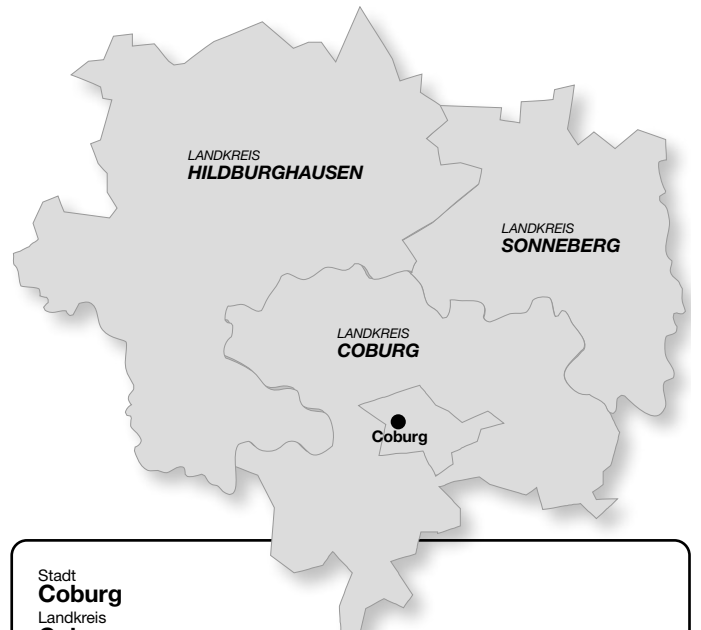 LANDKREIS
HILDBURGHAUSEN
LANDKREIS
SONNEBERG
LANDKREIS
COBURG
Coburg
Stadt
Coburg
Landkreis